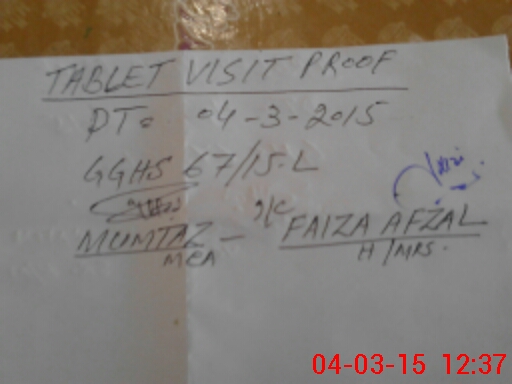 TABLET VISIT PROOF
DT: 04-3-2015
GGHS 67/15.L
MUMTAZ — I/C FAIZA AFZAL
MEA H/MRS.
04-03-15 12:37